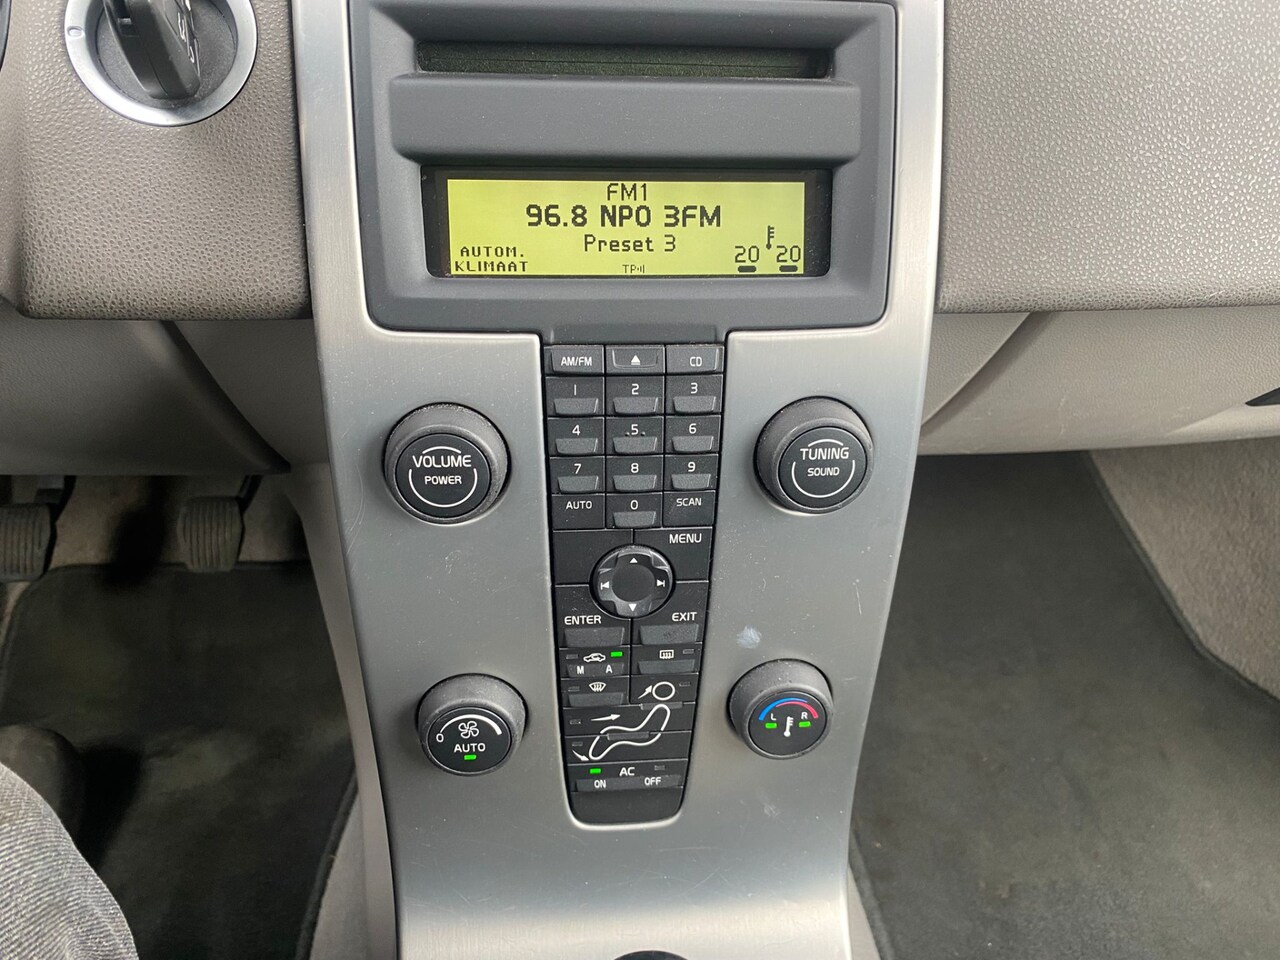 FM1
96.8 NPO 3FM
Preset 3
AUTOM.
KLIMAAT
TP
20 20
AM/FM CD
1 2 3
4 5 6
7 8 9
AUTO 0 SCAN
VOLUME
POWER
TUNING
SOUND
MENU
ENTER EXIT
M A
0
AUTO
L R
AC
ON OFF